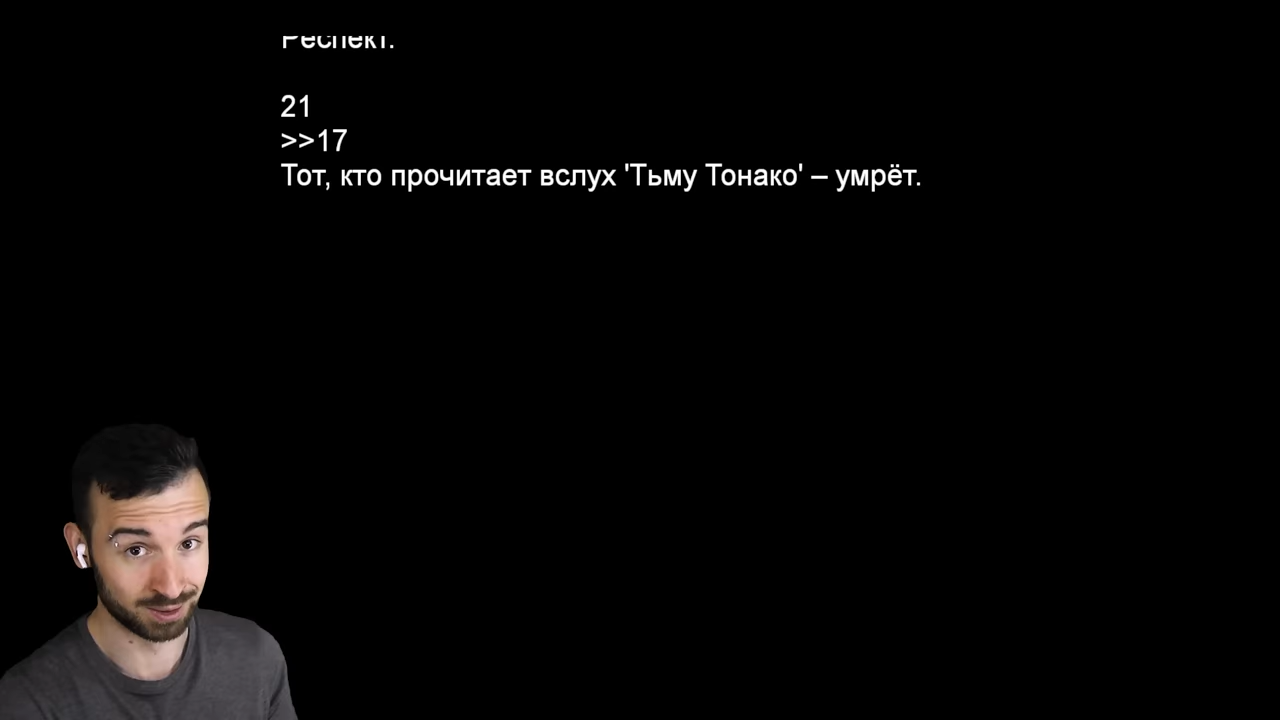 Респект.
21
>>17
Тот, кто прочитает вслух 'Тьму Тонако' – умрёт.